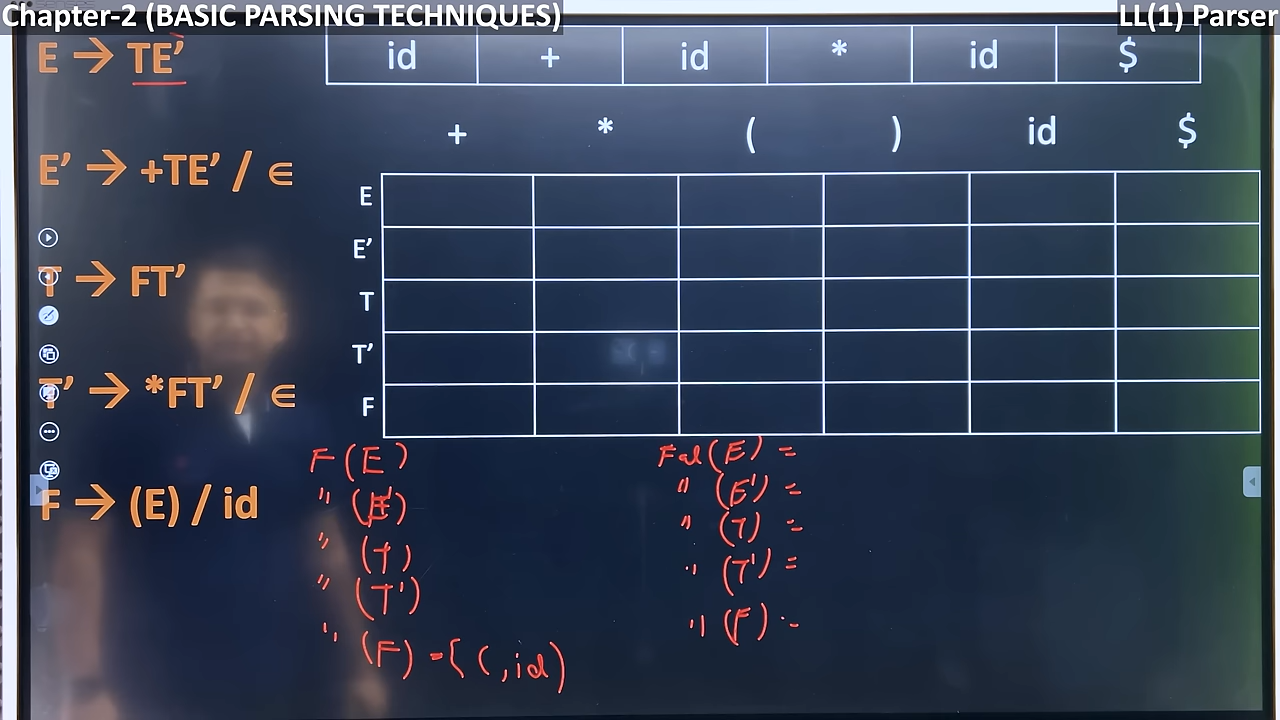 Chapter-2 (BASIC PARSING TECHNIQUES) LL(1) Parser
E → TE’ id + id * id $
+ * ( ) id $
E’ → +TE’ / ∈
E
E’
T → FT’
T
T’
T’ → *FT’ / ∈
F
F(E) Fol(E) =
" (E') " (E') =
F → (E) / id
" (T) " (T) =
" (T') " (T') =
" (F) = { (, id) " (F) =